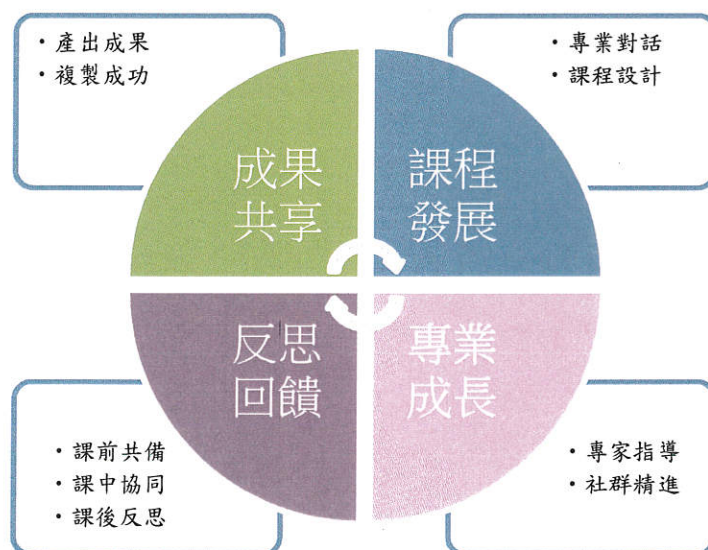 ・產出成果
・複製成功
・專業對話
・課程設計
成果
共享
課程
發展
反思
回饋
專業
成長
・課前共備
・課中協同
・課後反思
・專家指導
・社群精進